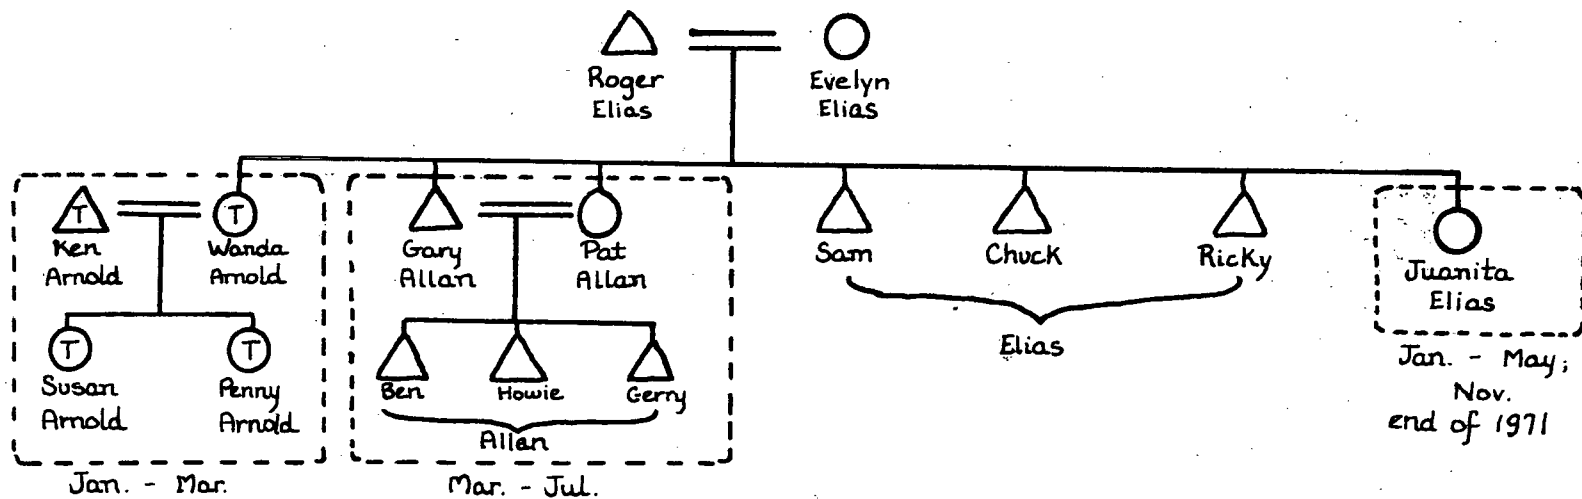 Roger
Elias
Evelyn
Elias
T
Ken
Arnold
T
Wanda
Arnold
Gary
Allan
Pat
Allan
Sam
Chuck
Ricky
Juanita
Elias
Elias
T
Susan
Arnold
T
Penny
Arnold
Ben
Howie
Gerry
Allan
Jan. - Mar.
Mar. - Jul.
Jan. - May;
Nov.
end of 1971